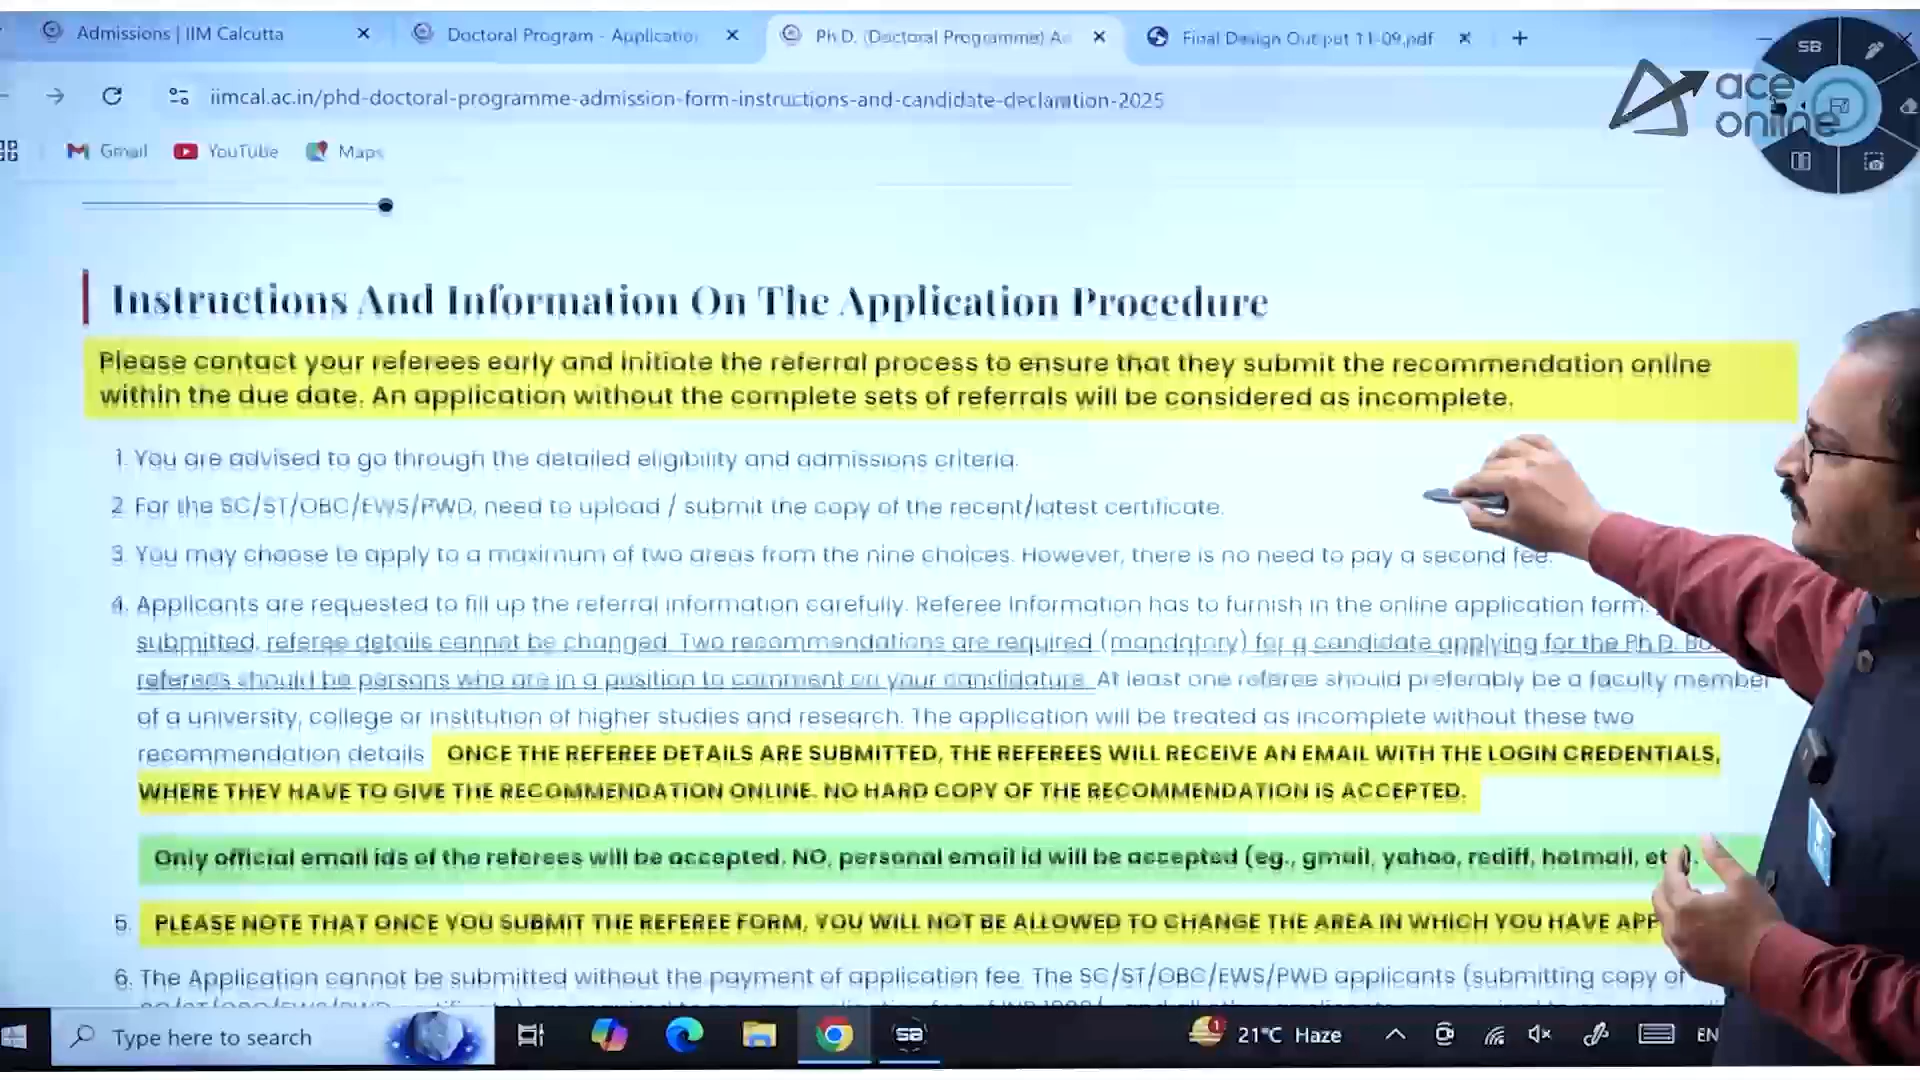 Admissions | IIM Calcutta
Doctoral Program - Applicatio
Ph.D. (Doctoral Programme) A
Final Design Out put 11-09.pdf
SB
iimcal.ac.in/phd-doctoral-programme-admission-form-instructions-and-candidate-declaration-2025
ace
online
Gmail
YouTube
Maps
Instructions And Information On The Application Procedure
Please contact your referees early and initiate the referral process to ensure that they submit the recommendation online
within the due date. An application without the complete sets of referrals will be considered as incomplete.
1. You are advised to go through the detailed eligibility and admissions criteria.
2. For the SC/ST/OBC/EWS/PWD, need to upload / submit the copy of the recent/latest certificate.
3. You may choose to apply to a maximum of two areas from the nine choices. However, there is no need to pay a second fee.
4. Applicants are requested to fill up the referral information carefully. Referee Information has to furnish in the online application form.
submitted, referee details cannot be changed. Two recommendations are required (mandatory) for a candidate applying for the Ph.D. Bo
referees should be persons who are in a position to comment on your candidature. At least one referee should preferably be a faculty member
of a university, college or institution of higher studies and research. The application will be treated as incomplete without these two
recommendation details ONCE THE REFEREE DETAILS ARE SUBMITTED, THE REFEREES WILL RECEIVE AN EMAIL WITH THE LOGIN CREDENTIALS,
WHERE THEY HAVE TO GIVE THE RECOMMENDATION ONLINE. NO HARD COPY OF THE RECOMMENDATION IS ACCEPTED.
Only official email ids of the referees will be accepted. NO, personal email id will be accepted (eg., gmail, yahoo, rediff, hotmail, et ).
5. PLEASE NOTE THAT ONCE YOU SUBMIT THE REFEREE FORM, YOU WILL NOT BE ALLOWED TO CHANGE THE AREA IN WHICH YOU HAVE APP
6. The Application cannot be submitted without the payment of application fee. The SC/ST/OBC/EWS/PWD applicants (submitting copy of
Type here to search
SB
1
21°C Haze
EN